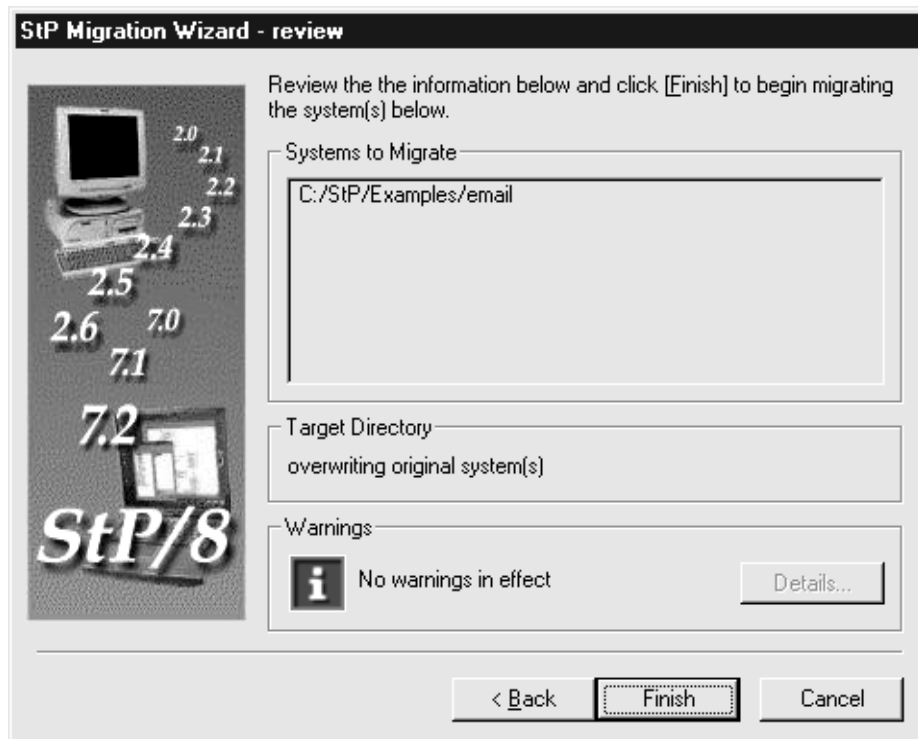 StP Migration Wizard - review
Review the the information below and click [Finish] to begin migrating
the system(s) below.
2.0
2.1
2.2
2.3
2.4
2.5
2.6
7.0
7.1
7.2
StP/8
Systems to Migrate
C:/StP/Examples/email
Target Directory
overwriting original system(s)
Warnings
No warnings in effect
Details...
< Back
Finish
Cancel